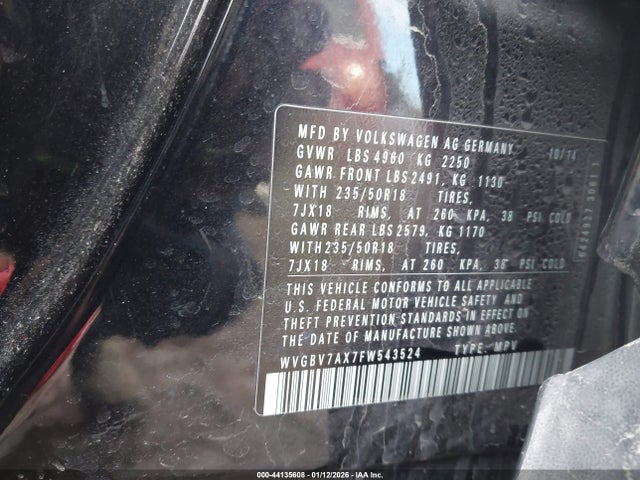 MFD BY VOLKSWAGEN AG GERMANY 10/14
GVWR LBS 4960 KG 2250
GAWR FRONT LBS 2491, KG 1130
WITH 235/50R18 TIRES,
7JX18 RIMS, AT 260 KPA, 38 PSI COLD
GAWR REAR LBS 2579, KG 1170
WITH 235/50R18 TIRES,
7JX18 RIMS, AT 260 KPA, 38 PSI COLD
THIS VEHICLE CONFORMS TO ALL APPLICABLE
U.S. FEDERAL MOTOR VEHICLE SAFETY AND
THEFT PREVENTION STANDARDS IN EFFECT ON
THE DATE OF MANUFACTURE SHOWN ABOVE.
WVGBV7AX7FW543524 TYPE: MPV
000-44135608 - 01/12/2026 - IAA Inc.